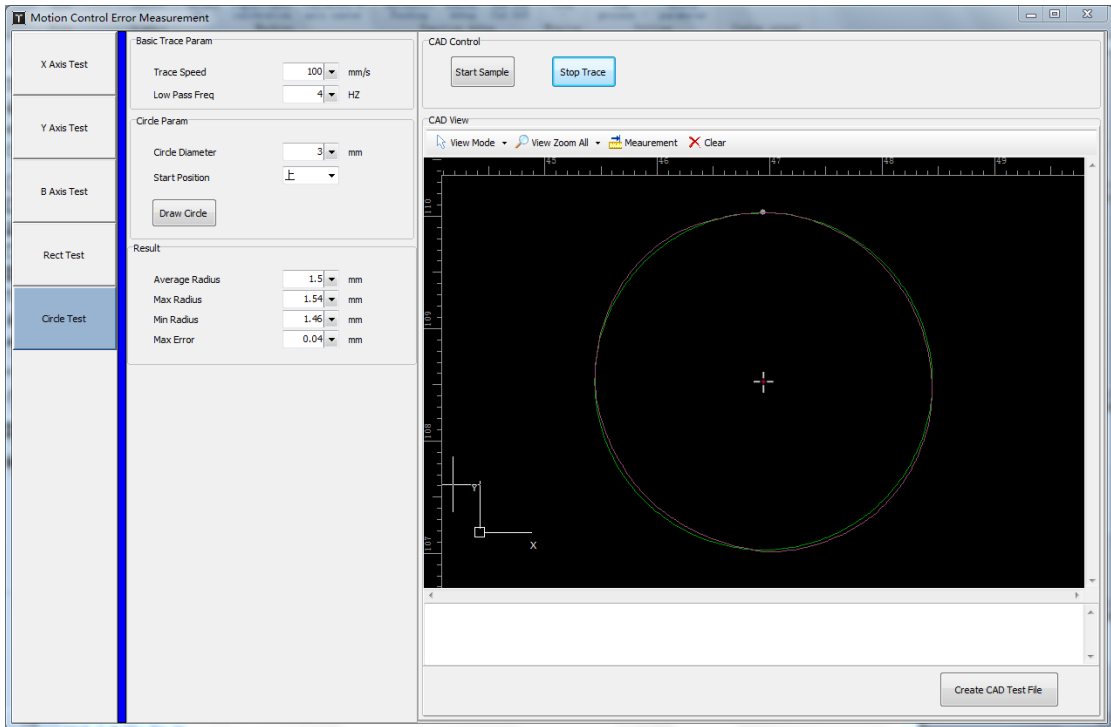 Motion Control Error Measurement
X Axis Test
Y Axis Test
B Axis Test
Rect Test
Circle Test
Basic Trace Param
Trace Speed 100 mm/s
Low Pass Freq 4 HZ
Circle Param
Circle Diameter 3 mm
Start Position 上
Draw Circle
Result
Average Radius 1.5 mm
Max Radius 1.54 mm
Min Radius 1.46 mm
Max Error 0.04 mm
CAD Control
Start Sample Stop Trace
CAD View
View Mode View Zoom All Meaurement Clear
45 46 47 48 49
110
109
108
107
Y
X
Create CAD Test File